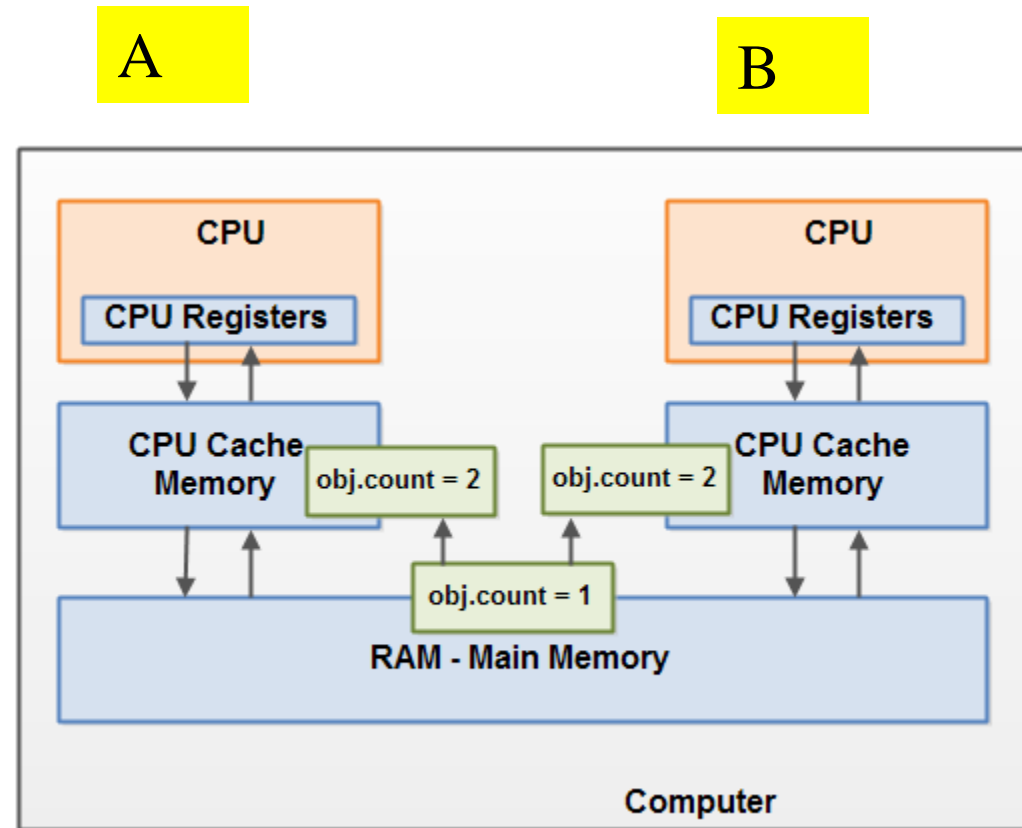 A
B
CPU
CPU
CPU Registers
CPU Registers
CPU Cache
Memory
obj.count = 2
obj.count = 2
CPU Cache
Memory
obj.count = 1
RAM - Main Memory
Computer